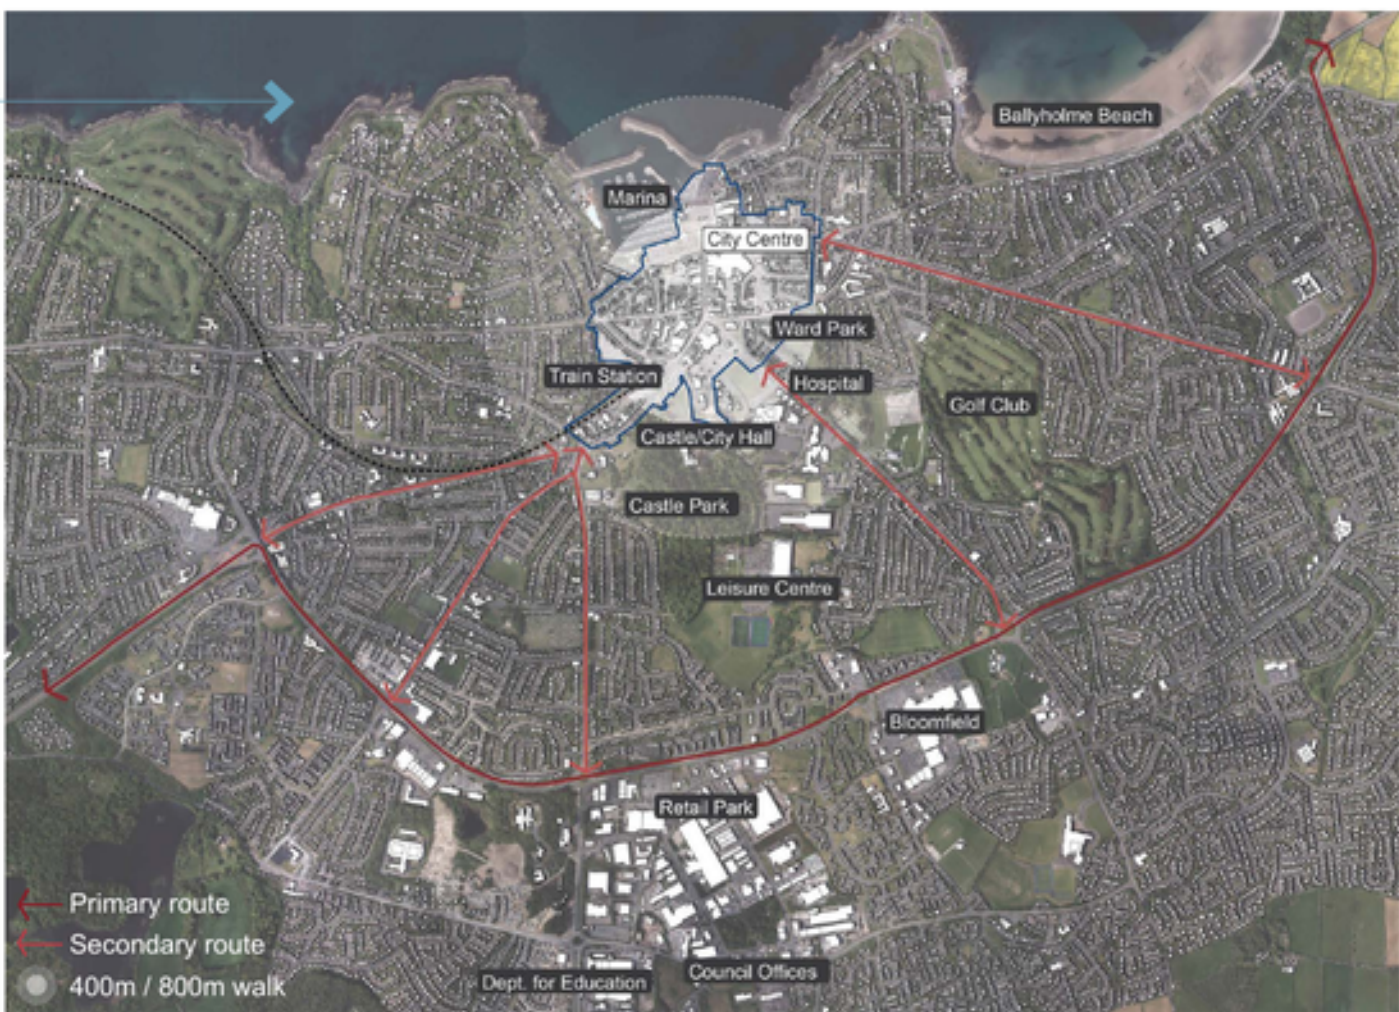 Ballyholme Beach
Marina
City Centre
Ward Park
Train Station
Hospital
Golf Club
Castle/City Hall
Castle Park
Leisure Centre
Bloomfield
Retail Park
Primary route
Secondary route
400m / 800m walk
Dept. for Education
Council Offices